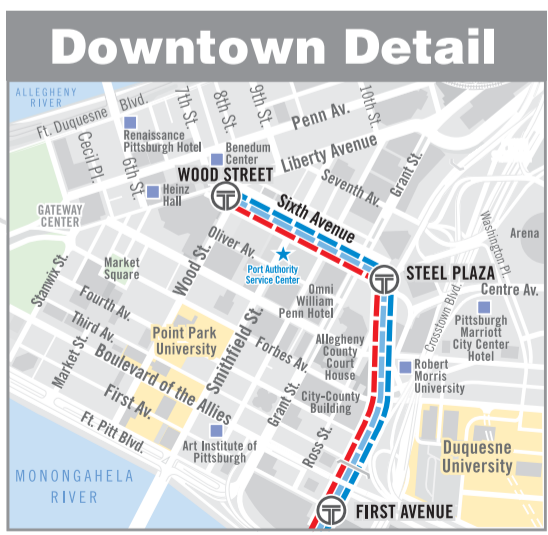 Downtown Detail
ALLEGHENY
RIVER
Ft. Duquesne Blvd.
7th St.
8th St.
9th St.
10th St.
Penn Av.
Renaissance
Pittsburgh Hotel
Cecil Pl.
6th St.
Benedum
Center
Liberty Avenue
WOOD STREET
T
Heinz
Hall
Seventh Av.
Grant St.
Sixth Avenue
GATEWAY
CENTER
Washington Pl.
Arena
Oliver Av.
Wood St.
Port Authority
Service Center
Market
Square
Stanwix St.
T
STEEL PLAZA
Centre Av.
Crosstown Blvd.
Omni
William
Penn Hotel
Pittsburgh
Marriott
City Center
Hotel
Fourth Av.
Third Av.
Market St.
Point Park
University
Smithfield St.
Forbes Av.
Allegheny
County
Court
House
Robert
Morris
University
Boulevard of the Allies
First Av.
Grant St.
City-County
Building
Ft. Pitt Blvd.
Art Institute of
Pittsburgh
Ross St.
Duquesne
University
MONONGAHELA
RIVER
T
FIRST AVENUE